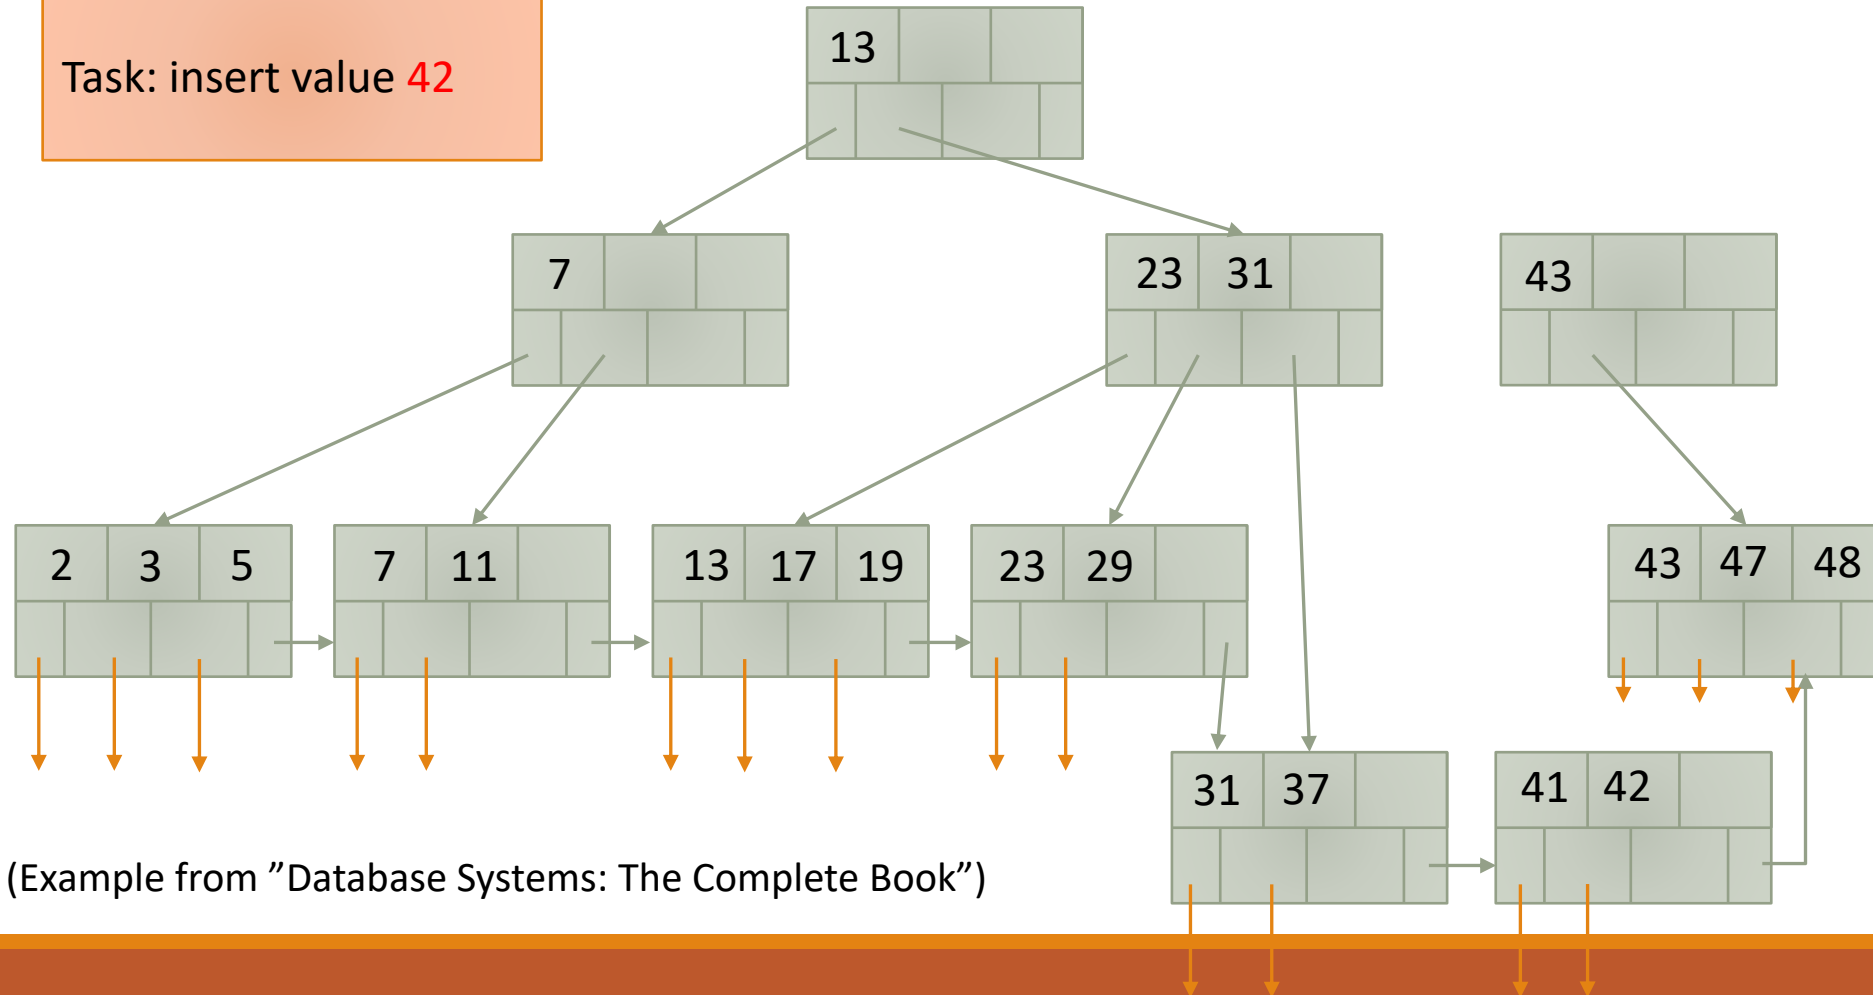 Task: insert value 42
13
7
23 31
43
2 3 5
7 11
13 17 19
23 29
43 47 48
31 37
41 42
(Example from ”Database Systems: The Complete Book”)